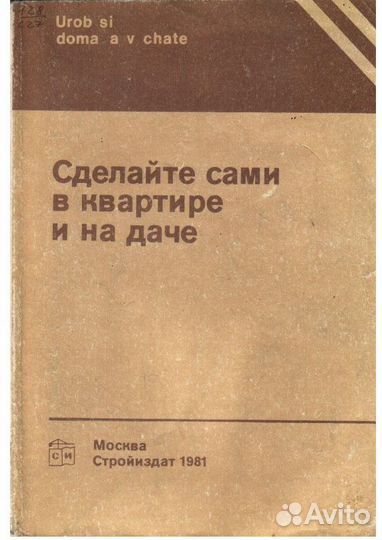 Urob si
doma a v chate
Сделайте сами
в квартире
и на даче
СИ
Москва
Стройиздат 1981
Avito